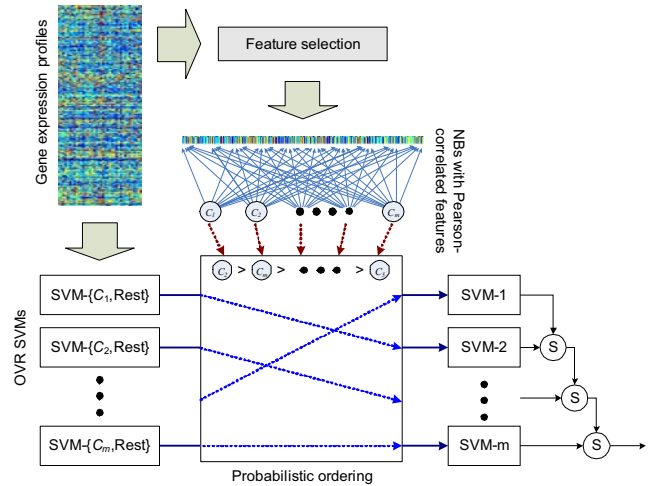 Gene expression profiles
Feature selection
NBs with Pearson-
correlated features
C1 C2 Cm
C2 > Cm > > C3
OVR SVMs
SVM-{C1,Rest}
SVM-{C2,Rest}
SVM-{Cm,Rest}
SVM-1
SVM-2
SVM-m
S
S
S
Probabilistic ordering